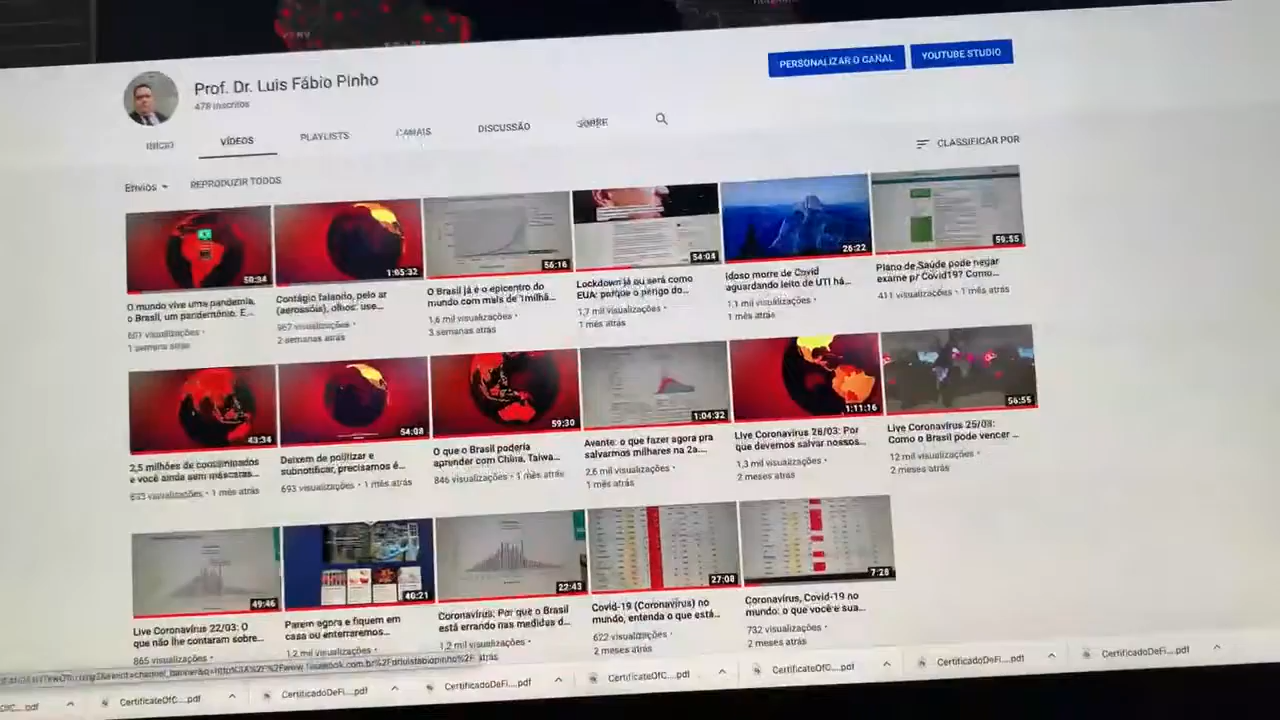 Prof. Dr. Luis Fábio Pinho
478 inscritos
PERSONALIZAR O CANAL
YOUTUBE STUDIO
INÍCIO
VÍDEOS
PLAYLISTS
CANAIS
DISCUSSÃO
SOBRE
CLASSIFICAR POR
Envios
REPRODUZIR TODOS
50:34
1:05:32
56:16
54:04
26:22
59:55
O mundo vive uma pandemia,
o Brasil, um pandemônio. E...
601 visualizações •
1 semana atrás
Contágio falando, pelo ar
(aerossóis), olhos: use...
967 visualizações •
2 semanas atrás
O Brasil já é o epicentro do
mundo com mais de 1milhã...
1,6 mil visualizações •
3 semanas atrás
Lockdown já ou será como
EUA: porque o perigo do...
1,7 mil visualizações •
1 mês atrás
Idoso morre de Covid
aguardando leito de UTI há...
1,1 mil visualizações •
1 mês atrás
Plano de Saúde pode negar
exame pr Covid19? Como...
411 visualizações • 1 mês atrás
43:34
54:08
59:30
1:04:32
1:11:16
56:55
2,5 milhões de contaminados
e você ainda sem máscaras...
visualizações • 1 mês atrás
Deixem de politizar e
subnotificar, precisamos é...
693 visualizações • 1 mês atrás
O que o Brasil poderia
aprender com China, Taiwa...
846 visualizações • 1 mês atrás
Avante: o que fazer agora pra
salvarmos milhares na 2a....
2,6 mil visualizações •
1 mês atrás
Live Coronavírus 26/03: Por
que devemos salvar nossos...
1,3 mil visualizações •
2 meses atrás
Live Coronavírus 25/03:
Como o Brasil pode vencer ...
12 mil visualizações •
2 meses atrás
49:46
40:21
22:43
27:08
7:28
Live Coronavírus 22/03: O
que não lhe contaram sobre...
865 visualizações •
Parem agora e fiquem em
casa ou enterraremos...
1,2 mil visualizações •
Coronavírus: Por que o Brasil
está errando nas medidas d...
1,2 mil visualizações •
atrás
Covid-19 (Coronavírus) no
mundo, entenda o que está...
622 visualizações •
2 meses atrás
Coronavírus, Covid-19 no
mundo: o que você e sua...
732 visualizações •
2 meses atrás
CertificateOfC....pdf
CertificadoDeFi....pdf
CertificadoDeFi....pdf
CertificateOfC....pdf
CertificateOfC....pdf
CertificadoDeFi....pdf
CertificadoDeFi....pdf